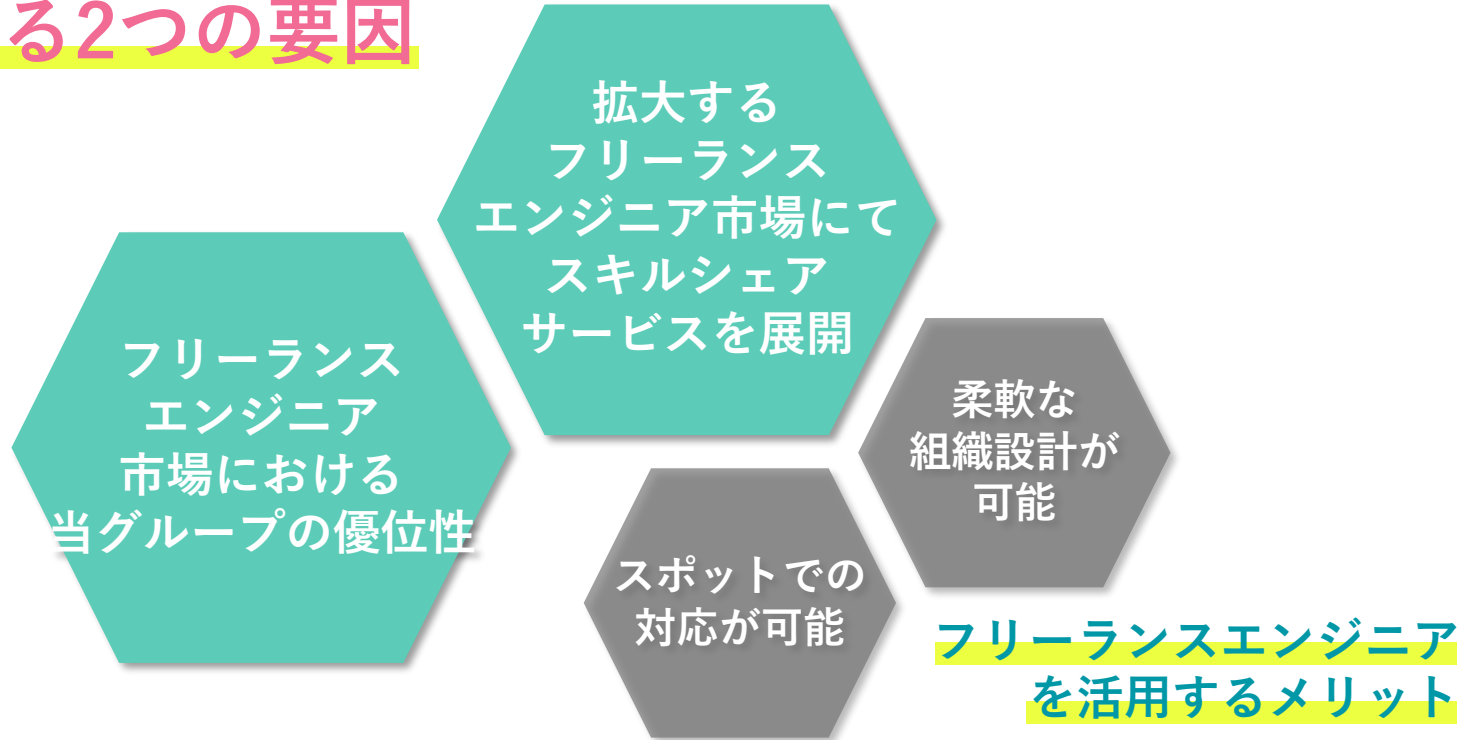 る2つの要因
拡大する
フリーランス
エンジニア市場にて
スキルシェア
サービスを展開
フリーランス
エンジニア
市場における
当グループの優位性
柔軟な
組織設計が
可能
スポットでの
対応が可能
フリーランスエンジニア
を活用するメリット